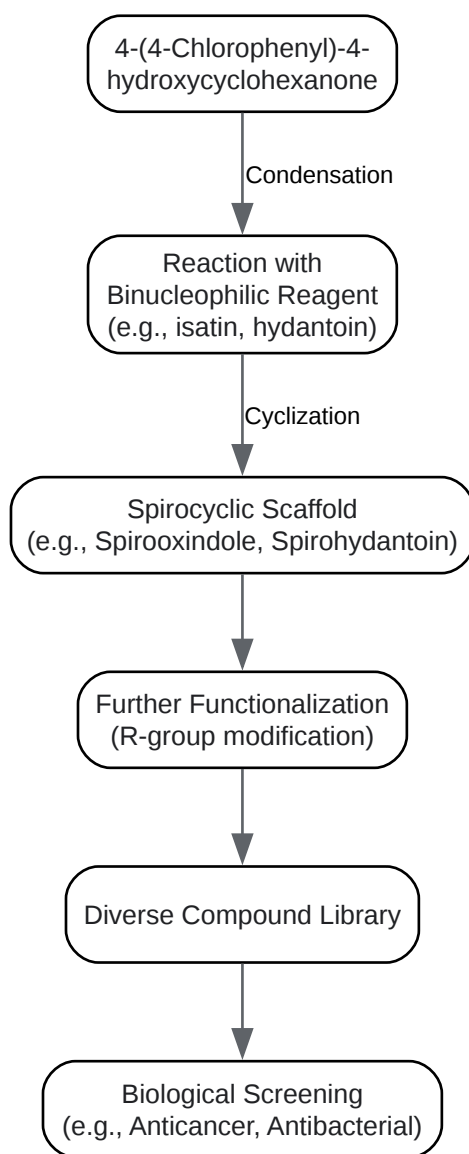 4-(4-Chlorophenyl)-4-
hydroxycyclohexanone
Condensation
Reaction with
Binucleophilic Reagent
(e.g., isatin, hydantoin)
Cyclization
Spirocyclic Scaffold
(e.g., Spirooxindole, Spirohydantoin)
Further Functionalization
(R-group modification)
Diverse Compound Library
Biological Screening
(e.g., Anticancer, Antibacterial)